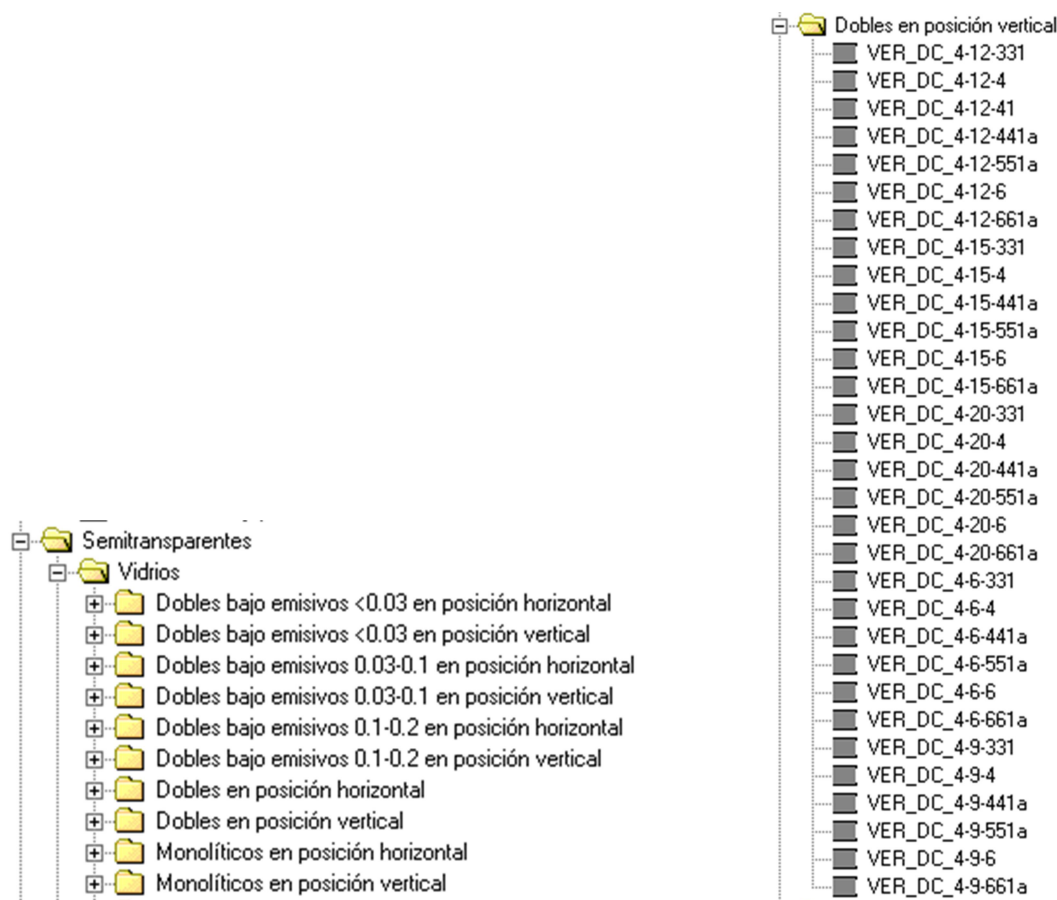 Semitransparentes
Vidrios
Dobles bajo emisivos <0.03 en posición horizontal
Dobles bajo emisivos <0.03 en posición vertical
Dobles bajo emisivos 0.03-0.1 en posición horizontal
Dobles bajo emisivos 0.03-0.1 en posición vertical
Dobles bajo emisivos 0.1-0.2 en posición horizontal
Dobles bajo emisivos 0.1-0.2 en posición vertical
Dobles en posición horizontal
Dobles en posición vertical
Monolíticos en posición horizontal
Monolíticos en posición vertical
Dobles en posición vertical
VER_DC_4-12-331
VER_DC_4-12-4
VER_DC_4-12-41
VER_DC_4-12-441a
VER_DC_4-12-551a
VER_DC_4-12-6
VER_DC_4-12-661a
VER_DC_4-15-331
VER_DC_4-15-4
VER_DC_4-15-441a
VER_DC_4-15-551a
VER_DC_4-15-6
VER_DC_4-15-661a
VER_DC_4-20-331
VER_DC_4-20-4
VER_DC_4-20-441a
VER_DC_4-20-551a
VER_DC_4-20-6
VER_DC_4-20-661a
VER_DC_4-6-331
VER_DC_4-6-4
VER_DC_4-6-441a
VER_DC_4-6-551a
VER_DC_4-6-6
VER_DC_4-6-661a
VER_DC_4-9-331
VER_DC_4-9-4
VER_DC_4-9-441a
VER_DC_4-9-551a
VER_DC_4-9-6
VER_DC_4-9-661a